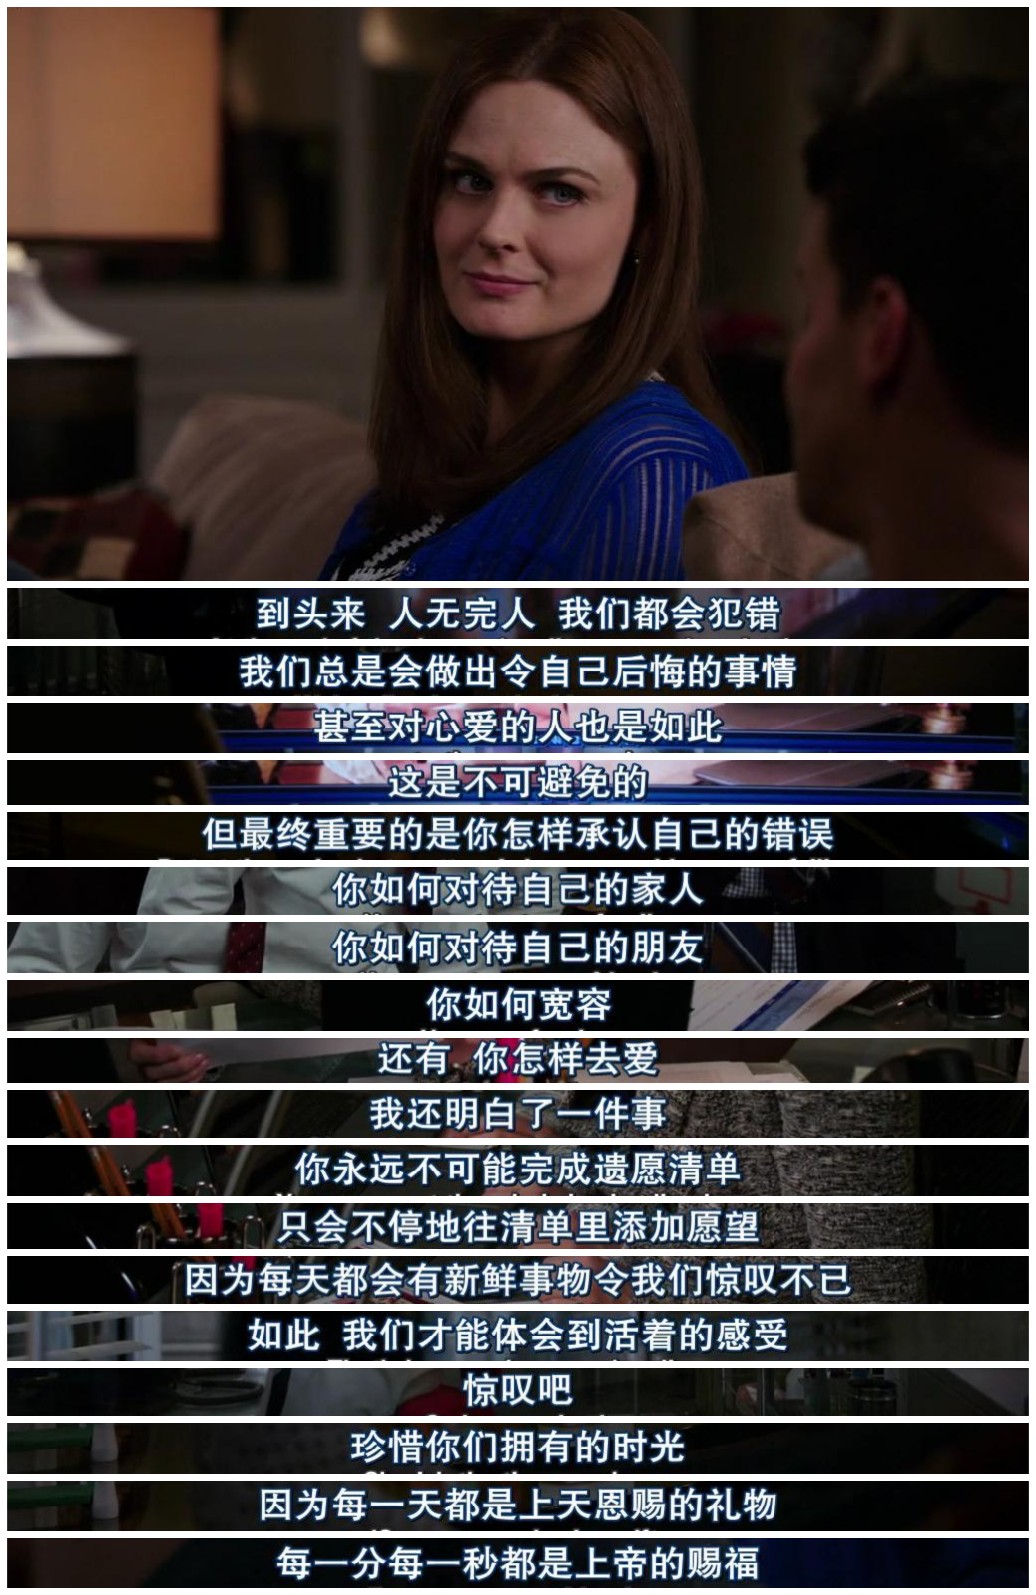 到头来 人无完人 我们都会犯错
我们总是会做出令自己后悔的事情
甚至对心爱的人也是如此
这是不可避免的
但最终重要的是你怎样承认自己的错误
你如何对待自己的家人
你如何对待自己的朋友
你如何宽容
还有 你怎样去爱
我还明白了一件事
你永远不可能完成遗愿清单
只会不停地往清单里添加愿望
因为每天都会有新鲜事物令我们惊叹不已
如此 我们才能体会到活着的感受
惊叹吧
珍惜你们拥有的时光
因为每一天都是上天恩赐的礼物
每一分每一秒都是上帝的赐福